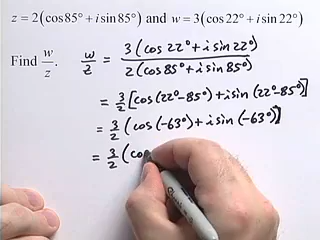 z = 2(cos 85° + i sin 85°) and w = 3(cos 22° + i sin 22°)
Find w/z. w/z = 3(cos 22° + i sin 22°) / 2(cos 85° + i sin 85°)
= 3/2 [cos(22°-85°) + i sin(22°-85°)]
= 3/2 (cos(-63°) + i sin(-63°)]
= 3/2 (co